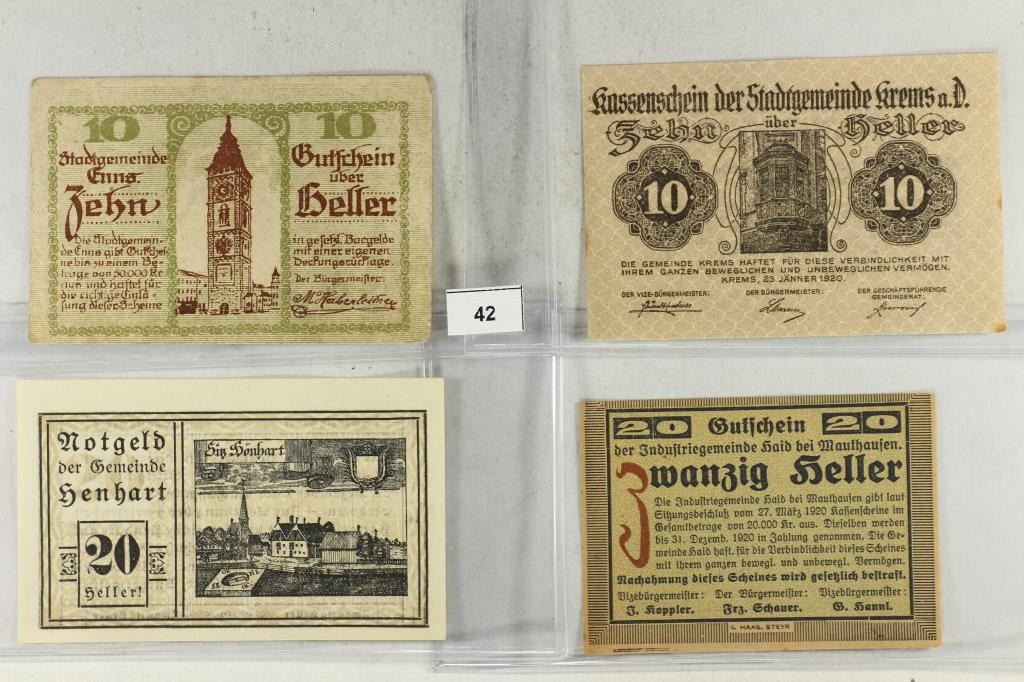 10 10
Stadtgemeinde
Enns.
Zehn
Die Stadtgemein-
de Enns gibt Gutschei-
ne bis zu einem Be-
trage von 50.000 Kr.
aus und haftet für
die richtige Einlö-
sung dieser Scheine
Gutschein
über
Heller
in gesetzl. Bargelde
mit einer eigenen
Deckungsrücklage.
Der Bürgermeister:
Kassenschein der Stadtgemeinde Krems a.D.
Zehn über Heller
10 10
DIE GEMEINDE KREMS HAFTET FÜR DIESE VERBINDLICHKEIT MIT
IHREM GANZEN BEWEGLICHEN UND UNBEWEGLICHEN VERMÖGEN.
KREMS, 23. JÄNNER 1920.
DER VIZE-BÜRGERMEISTER: DER BÜRGERMEISTER: DER GESCHÄFTSFÜHRENDE
GEMEINDERAT:
42
Notgeld
der Gemeinde
Henhart
20
Heller!
Sitz Hönhart
20 Gutschein 20
der Industriegemeinde Haid bei Mauthausen.
Zwanzig Heller
Die Industriegemeinde Haid bei Mauthausen gibt laut
Sitzungsbeschluß vom 27. März 1920 Kassenscheine im
Gesamtbetrage von 20.000 Kr. aus. Dieselben werden
bis 31. Dezemb. 1920 in Zahlung genommen. Die Ge-
meinde haft. für die Verbindlichkeit dieses Scheines
mit ihrem ganzen bewegl. und unbewegl. Vermögen.
Nachahmung dieses Scheines wird gesetzlich bestraft.
Vizebürgermeister: Der Bürgermeister: Vizebürgermeister:
J. Koppler. Frz. Schauer. G. Hannl.
G. HAAS, STEYR